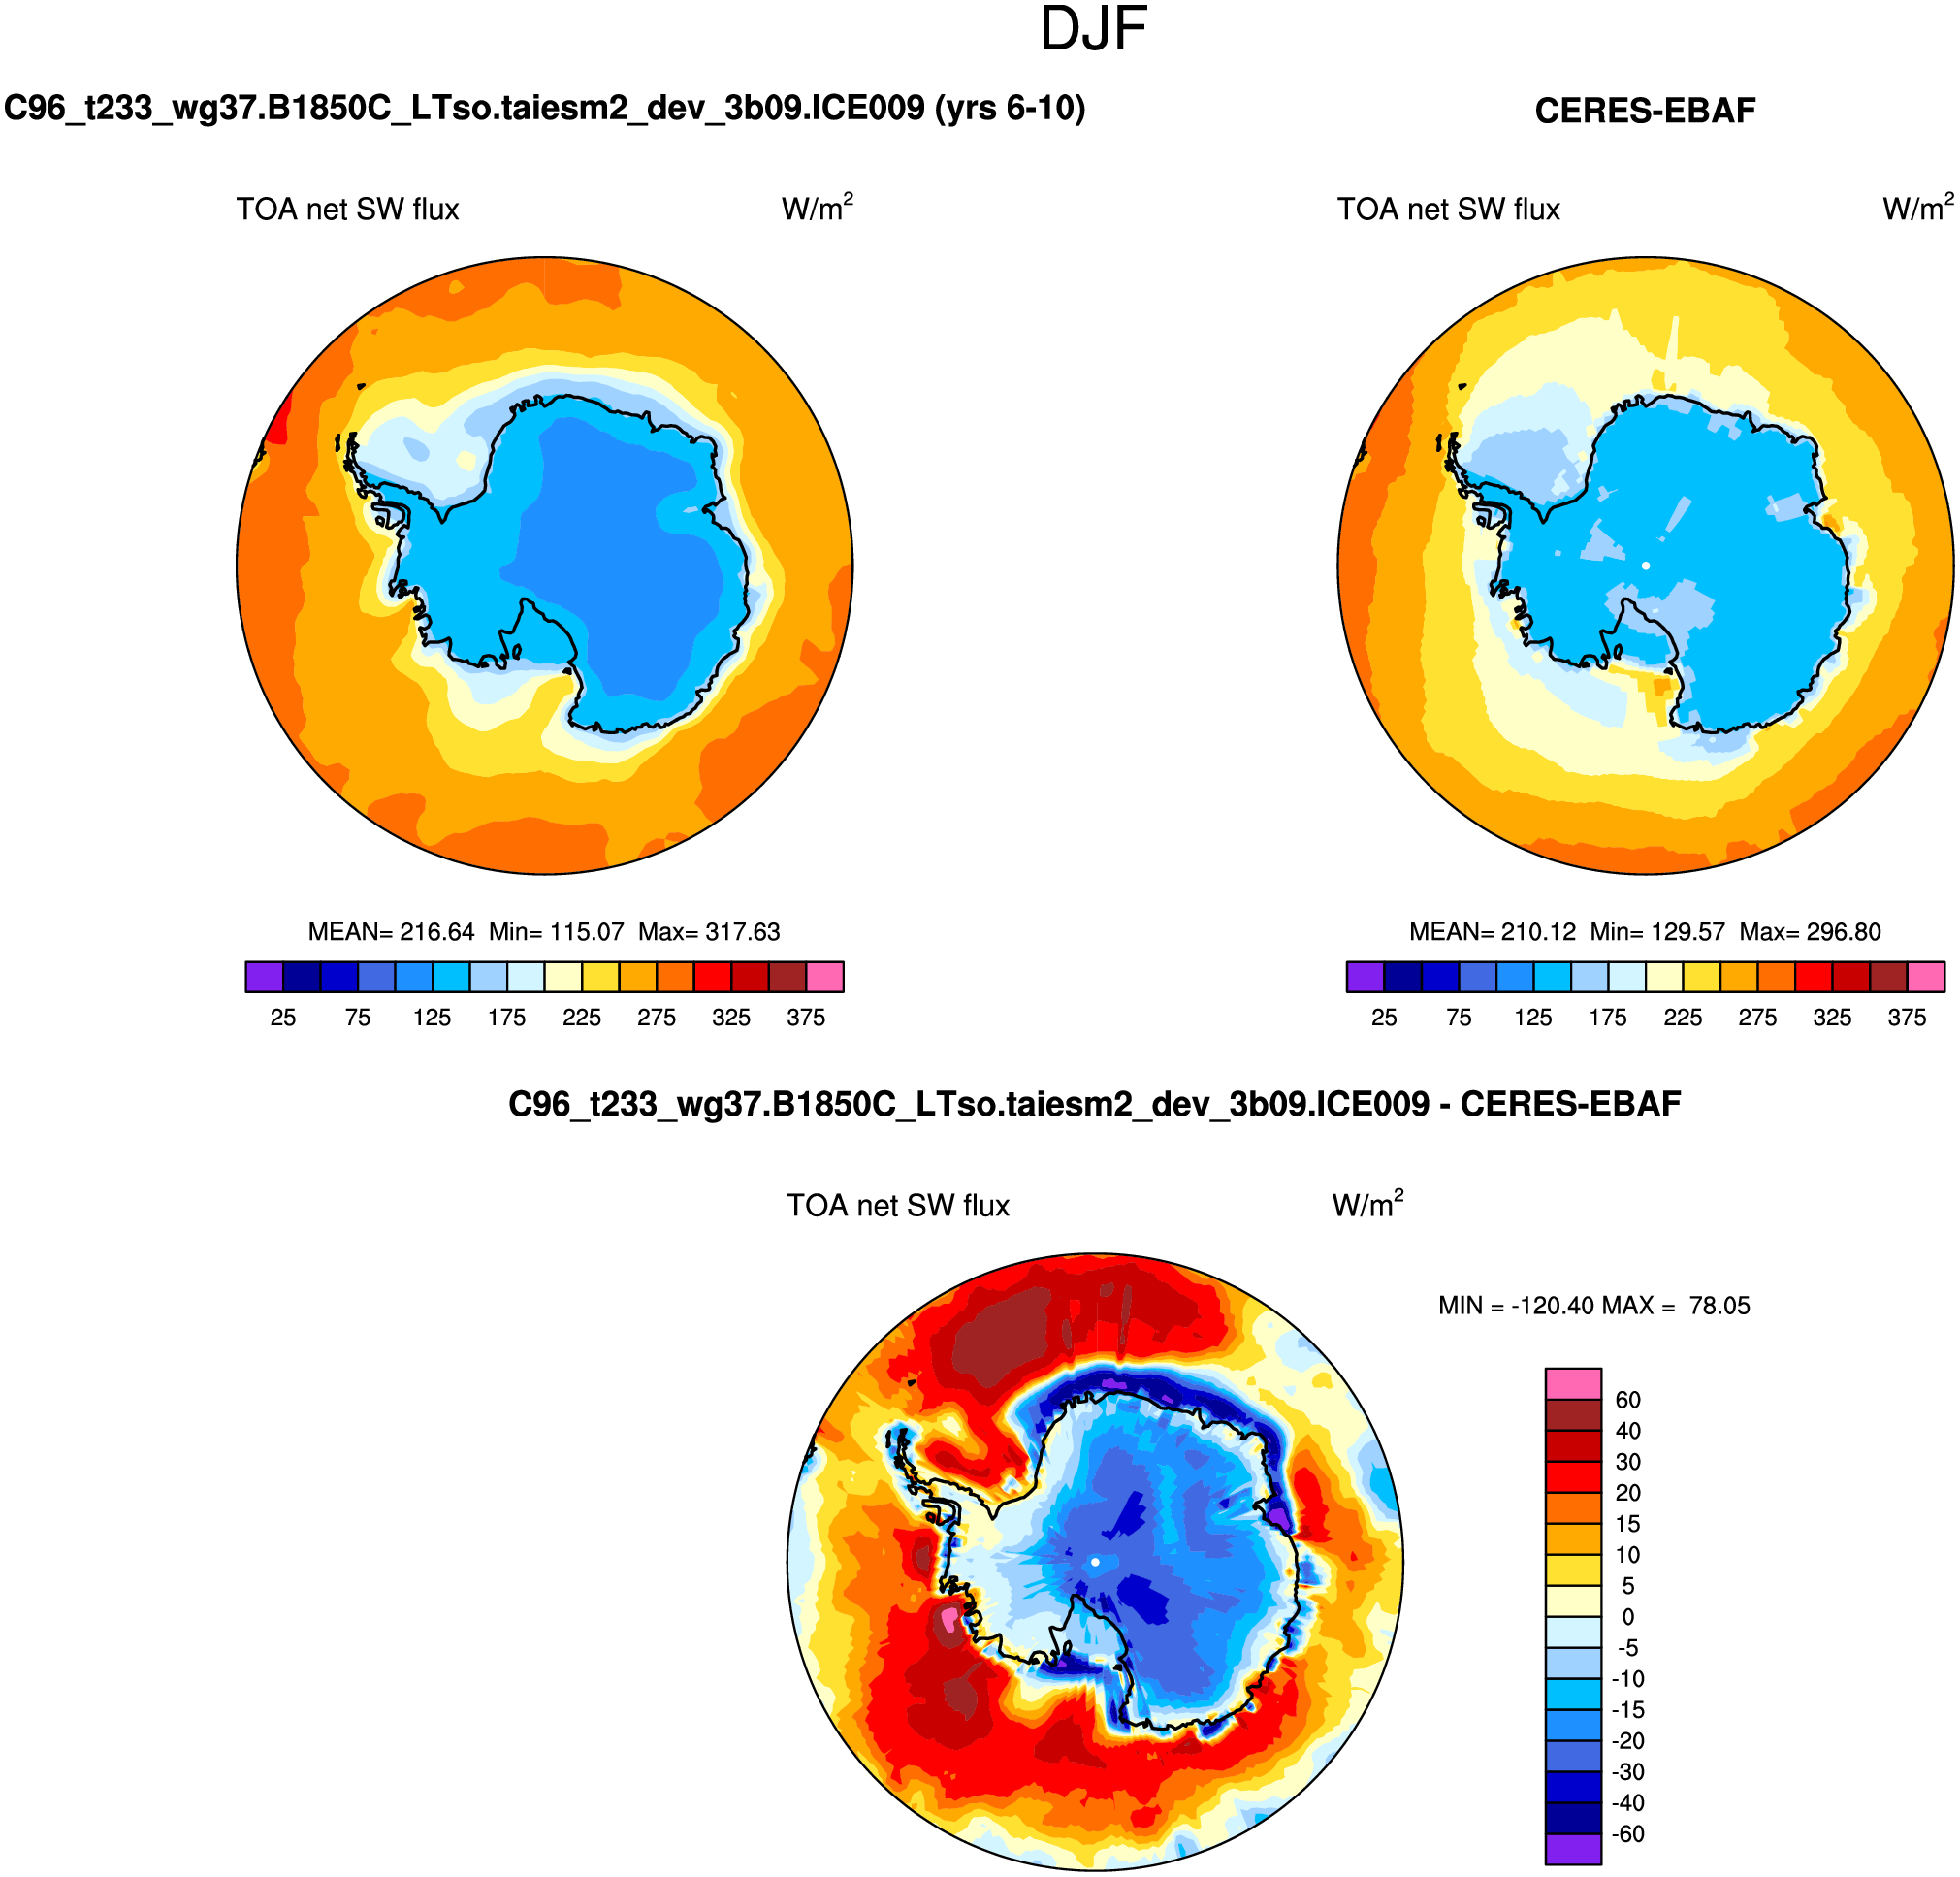 DJF
C96_t233_wg37.B1850C_LTso.taiesm2_dev_3b09.ICE009 (yrs 6-10)
CERES-EBAF
TOA net SW flux W/m2
TOA net SW flux W/m2
MEAN= 216.64 Min= 115.07 Max= 317.63
MEAN= 210.12 Min= 129.57 Max= 296.80
25 75 125 175 225 275 325 375
25 75 125 175 225 275 325 375
C96_t233_wg37.B1850C_LTso.taiesm2_dev_3b09.ICE009 - CERES-EBAF
TOA net SW flux W/m2
MIN = -120.40 MAX = 78.05
60
40
30
20
15
10
5
0
-5
-10
-15
-20
-30
-40
-60